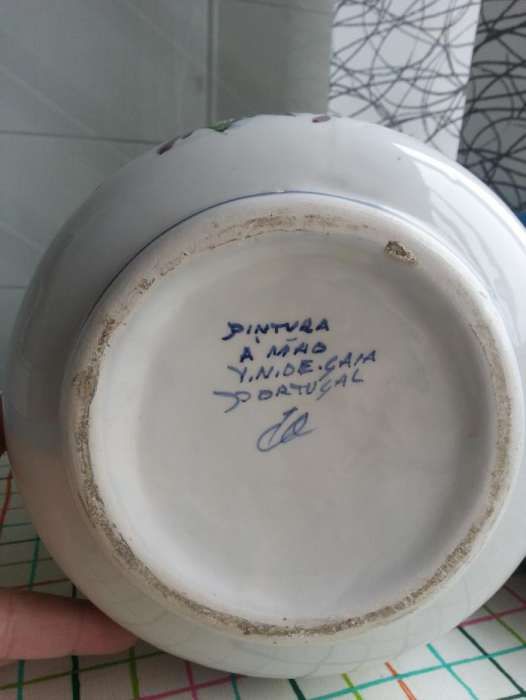 PINTURA
À MÃO
V.N.DE.GAIA
PORTUGAL